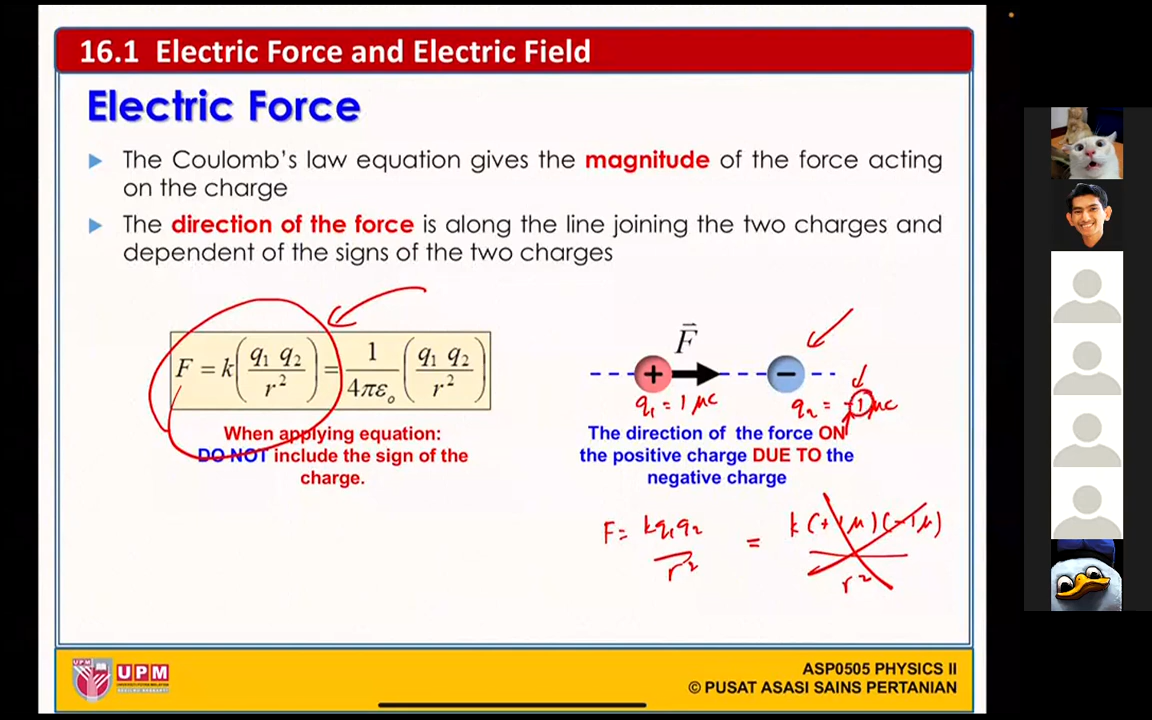 16.1 Electric Force and Electric Field
Electric Force
The Coulomb's law equation gives the magnitude of the force acting
on the charge
The direction of the force is along the line joining the two charges and
dependent of the signs of the two charges
F = k(q₁ q₂ / r²) = 1/4πε₀ (q₁ q₂ / r²)
When applying equation:
DO NOT include the sign of the
charge.
F⃗
+ −
q₁ = 1 μc q₂ = -1 μc
The direction of the force ON
the positive charge DUE TO the
negative charge
F = kq₁q₂ / r² = k(+1μ)(-1μ) / r²
UPM
ASP0505 PHYSICS II
© PUSAT ASASI SAINS PERTANIAN